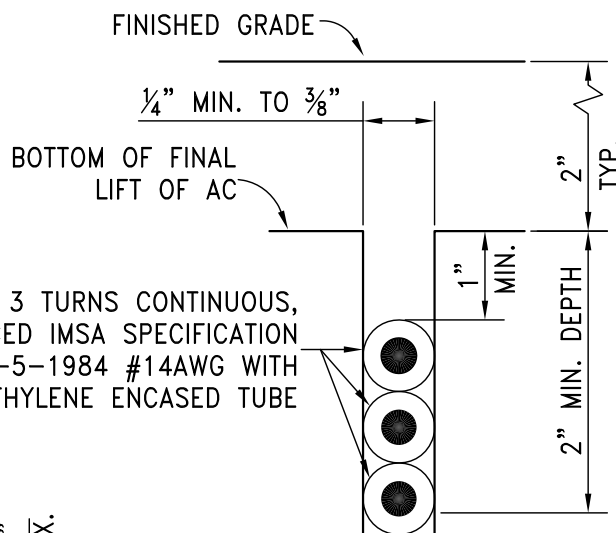 FINISHED GRADE
¼” MIN. TO ⅜”
BOTTOM OF FINAL
LIFT OF AC
2”
TYP.
1”
MIN.
2” MIN. DEPTH
3 TURNS CONTINUOUS,
IMSA SPECIFICATION
-5-1984 #14AWG WITH
ENCASED TUBE